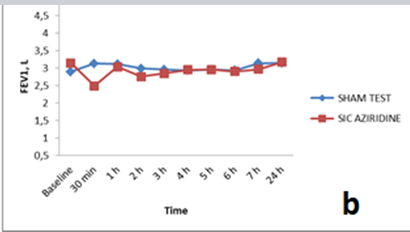 4,5
4
3,5
3
2,5
2
1,5
1
0,5
FEV1, L
Baseline
30 min
1 h
2 h
3 h
4 h
5 h
6 h
7 h
24 h
Time
SHAM TEST
SIC AZIRIDINE
b